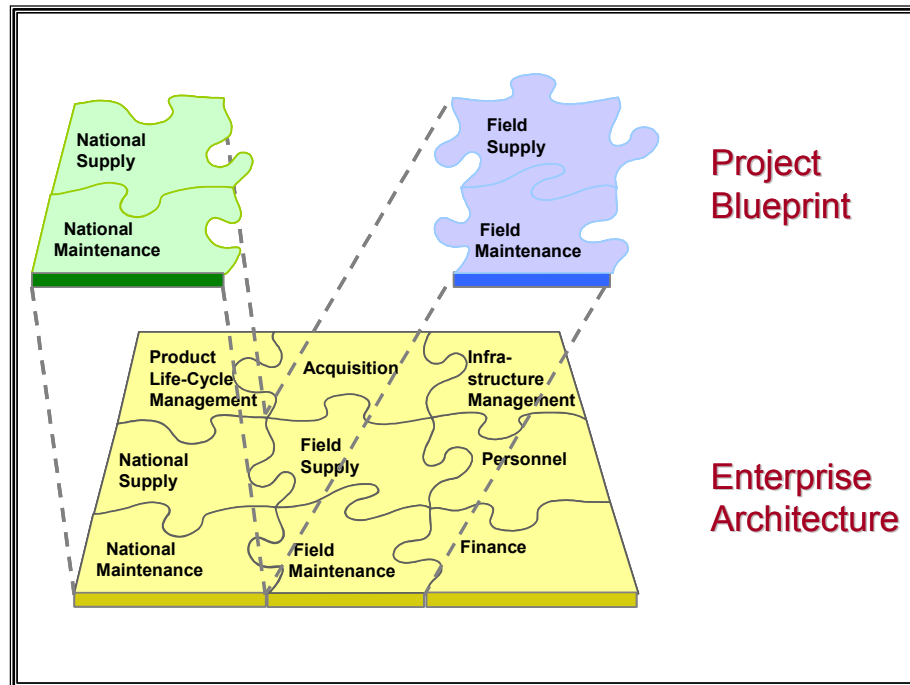 National
Supply
National
Maintenance
Field
Supply
Field
Maintenance
Project
Blueprint
Product
Life-Cycle
Management
Acquisition
Infra-
structure
Management
National
Supply
Field
Supply
Personnel
National
Maintenance
Field
Maintenance
Finance
Enterprise
Architecture